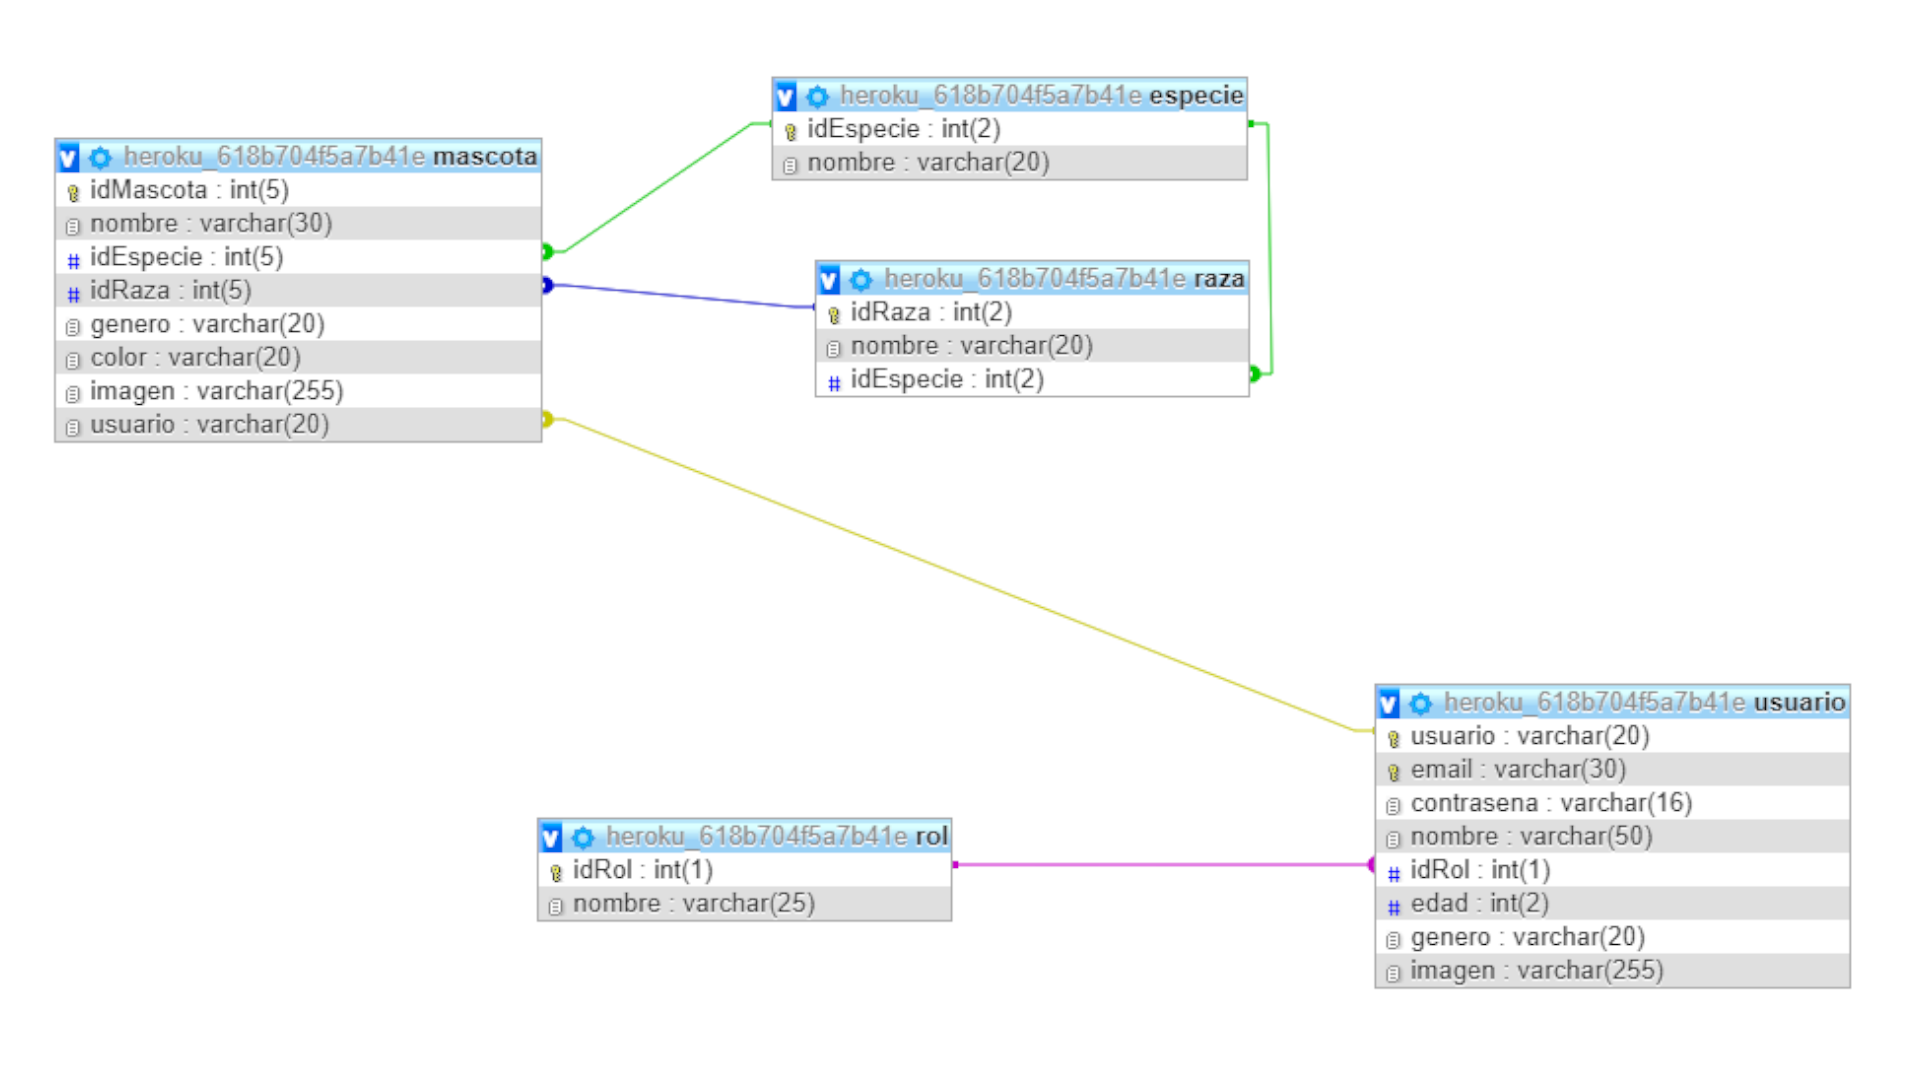 heroku_618b704f5a7b41e especie
idEspecie : int(2)
nombre : varchar(20)
heroku_618b704f5a7b41e mascota
idMascota : int(5)
nombre : varchar(30)
idEspecie : int(5)
idRaza : int(5)
genero : varchar(20)
color : varchar(20)
imagen : varchar(255)
usuario : varchar(20)
heroku_618b704f5a7b41e raza
idRaza : int(2)
nombre : varchar(20)
idEspecie : int(2)
heroku_618b704f5a7b41e usuario
usuario : varchar(20)
email : varchar(30)
contrasena : varchar(16)
nombre : varchar(50)
idRol : int(1)
edad : int(2)
genero : varchar(20)
imagen : varchar(255)
heroku_618b704f5a7b41e rol
idRol : int(1)
nombre : varchar(25)